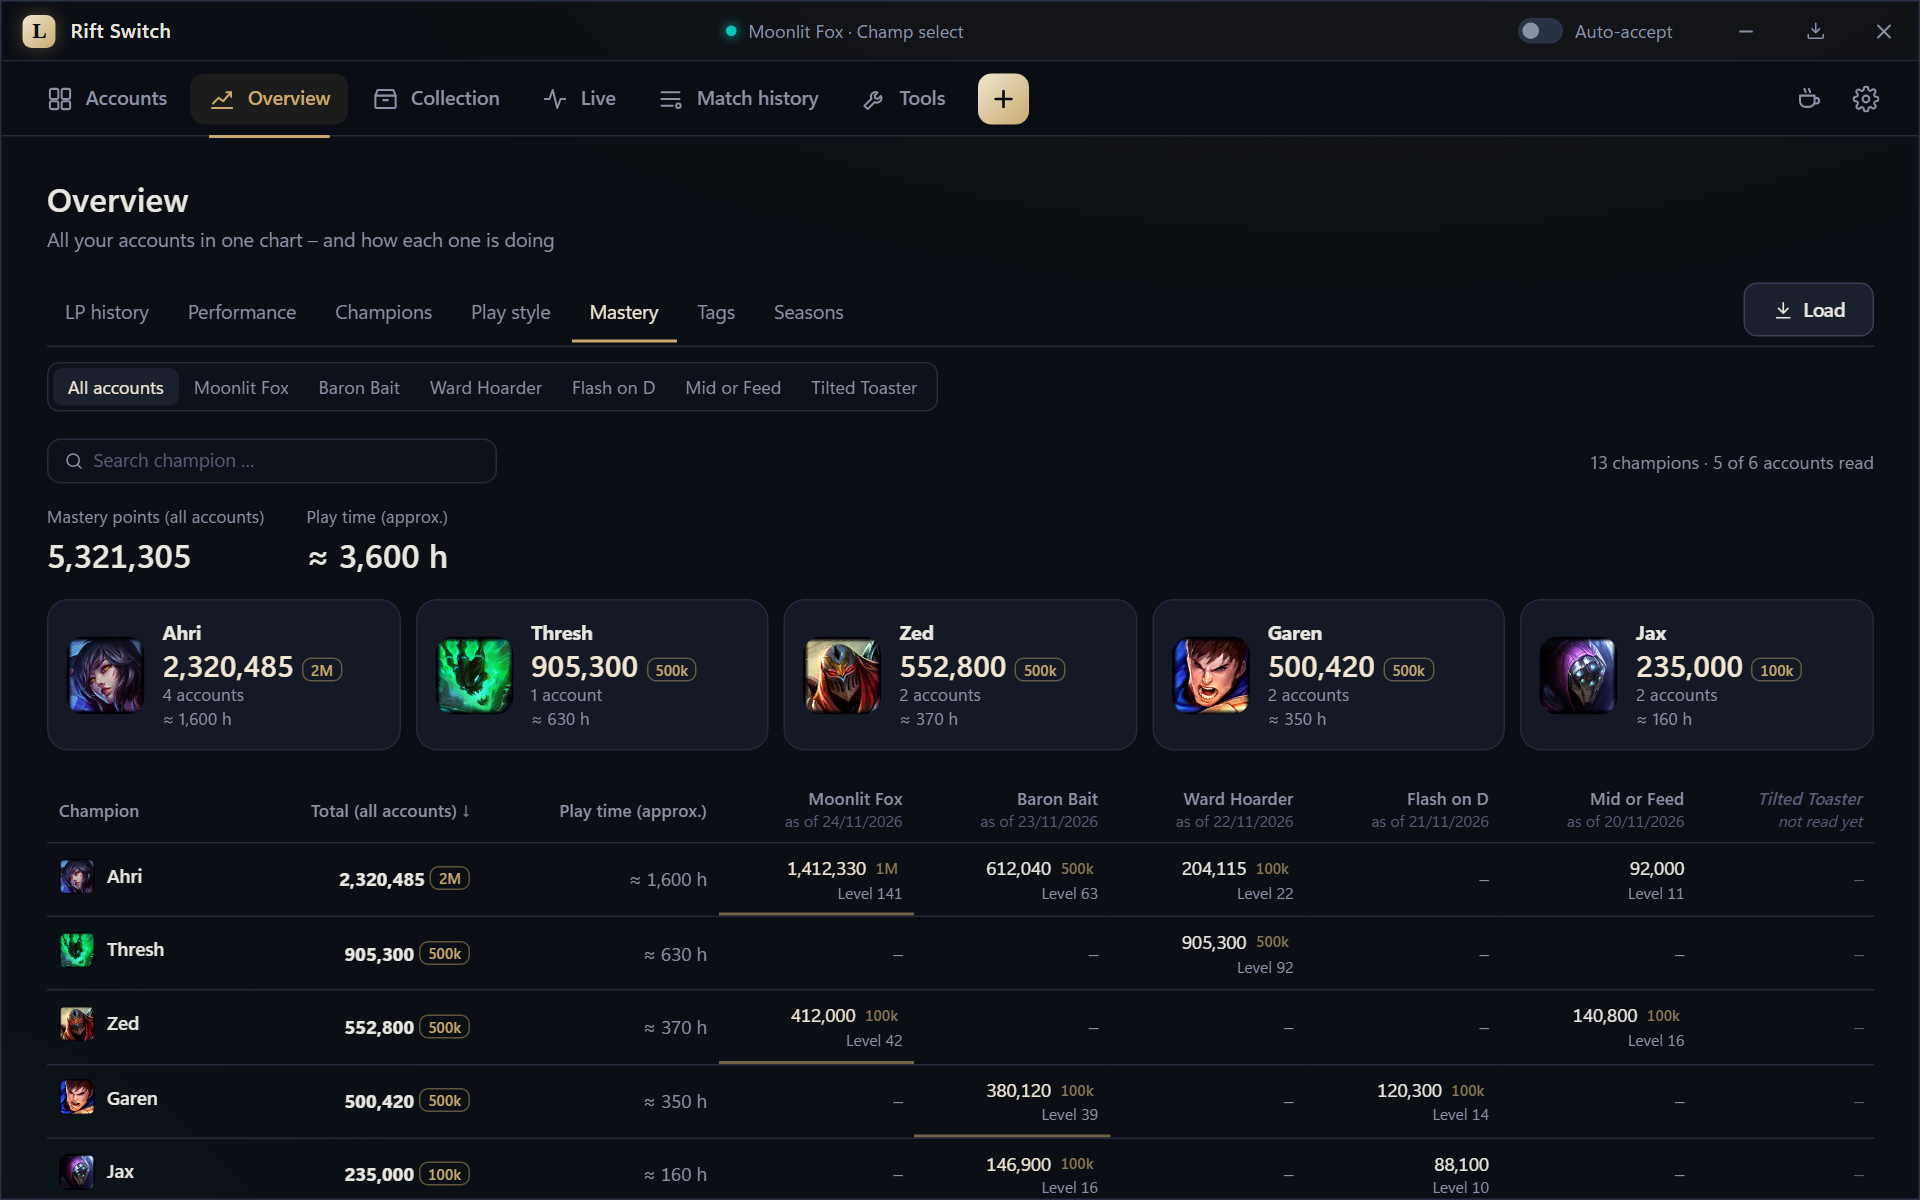 L Rift Switch
Moonlit Fox · Champ select
Auto-accept
Accounts
Overview
Collection
Live
Match history
Tools
Overview
All your accounts in one chart – and how each one is doing
LP history
Performance
Champions
Play style
Mastery
Tags
Seasons
Load
All accounts
Moonlit Fox
Baron Bait
Ward Hoarder
Flash on D
Mid or Feed
Tilted Toaster
Search champion ...
13 champions · 5 of 6 accounts read
Mastery points (all accounts)
5,321,305
Play time (approx.)
≈ 3,600 h
Ahri
2,320,485 2M
4 accounts
≈ 1,600 h
Thresh
905,300 500k
1 account
≈ 630 h
Zed
552,800 500k
2 accounts
≈ 370 h
Garen
500,420 500k
2 accounts
≈ 350 h
Jax
235,000 100k
2 accounts
≈ 160 h
Champion
Total (all accounts) ↓
Play time (approx.)
Moonlit Fox
as of 24/11/2026
Baron Bait
as of 23/11/2026
Ward Hoarder
as of 22/11/2026
Flash on D
as of 21/11/2026
Mid or Feed
as of 20/11/2026
Tilted Toaster
not read yet
Ahri
2,320,485 2M
≈ 1,600 h
1,412,330 1M
Level 141
612,040 500k
Level 63
204,115 100k
Level 22
–
92,000
Level 11
–
Thresh
905,300 500k
≈ 630 h
–
–
905,300 500k
Level 92
–
–
–
Zed
552,800 500k
≈ 370 h
412,000 100k
Level 42
–
–
–
140,800 100k
Level 16
–
Garen
500,420 500k
≈ 350 h
–
380,120 100k
Level 39
–
120,300 100k
Level 14
–
–
Jax
235,000 100k
≈ 160 h
–
146,900 100k
Level 16
–
88,100
Level 10
–
–